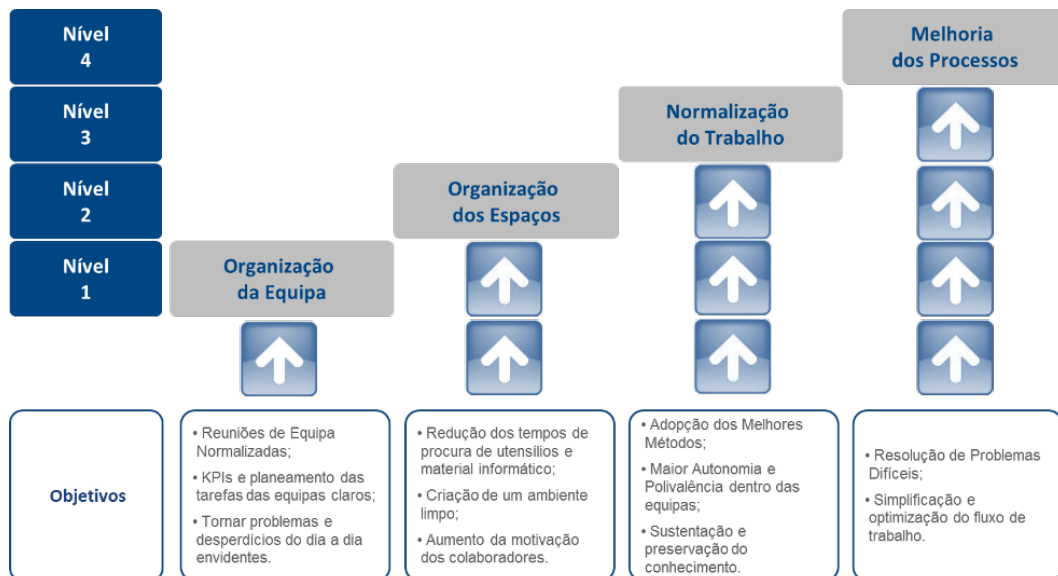 Nível
4
Melhoria
dos Processos
Nível
3
Normalização
do Trabalho
Nível
2
Organização
dos Espaços
Nível
1
Organização
da Equipa
Objetivos
• Reuniões de Equipa
Normalizadas;
• KPIs e planeamento das
tarefas das equipas claros;
• Tornar problemas e
desperdícios do dia a dia
envidentes.
• Redução dos tempos de
procura de utensílios e
material informático;
• Criação de um ambiente
limpo;
• Aumento da motivação
dos colaboradores.
• Adopção dos Melhores
Métodos;
• Maior Autonomia e
Polivalência dentro das
equipas;
• Sustentação e
preservação do
conhecimento.
• Resolução de Problemas
Difíceis;
• Simplificação e
optimização do fluxo de
trabalho.